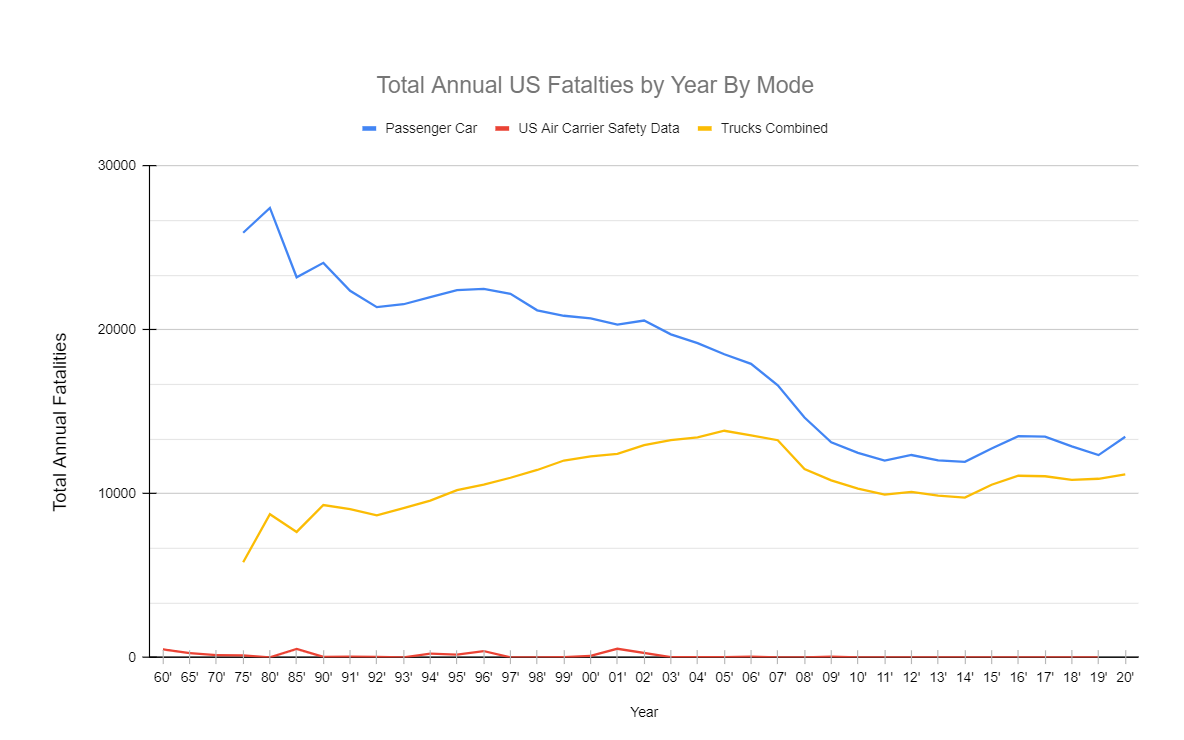 Total Annual US Fatalties by Year By Mode
Passenger Car US Air Carrier Safety Data Trucks Combined
30000
20000
10000
0
Total Annual Fatalities
60' 65' 70' 75' 80' 85' 90' 91' 92' 93' 94' 95' 96' 97' 98' 99' 00' 01' 02' 03' 04' 05' 06' 07' 08' 09' 10' 11' 12' 13' 14' 15' 16' 17' 18' 19' 20'
Year